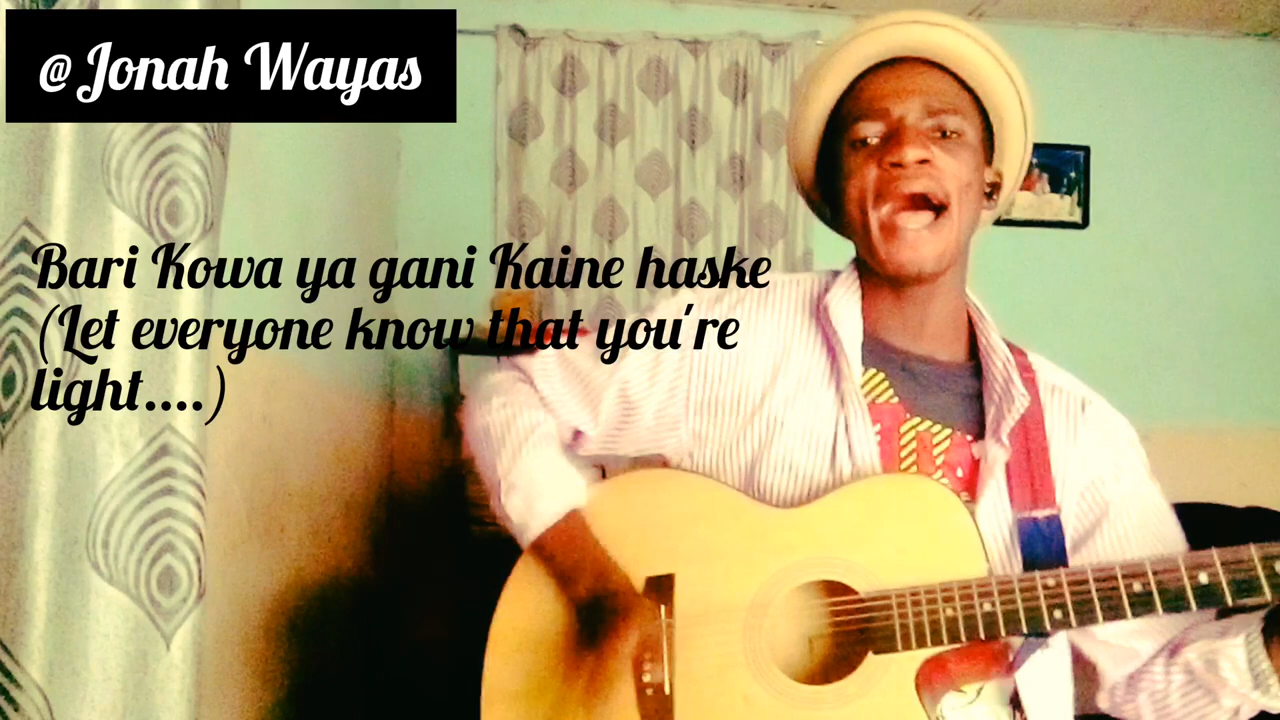 @Jonah Wayas
Bari Kowa ya gani Kaine haske
(Let everyone know that you're
light....)